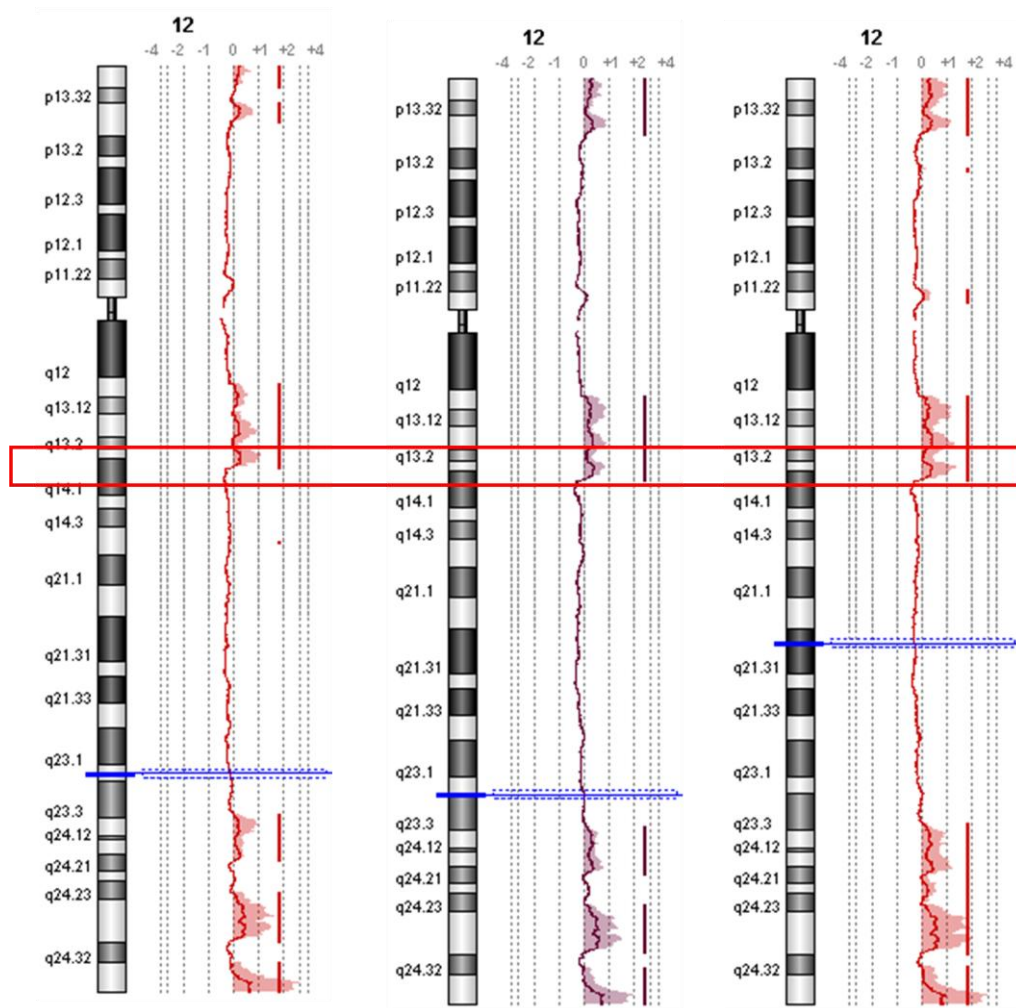 12
-4 -2 0 +1 +2 +4
p13.32
p13.2
p12.3
p12.1
p11.22
q12
q13.12
q13.2
q14.1
q14.3
q21.1
q21.31
q21.33
q23.1
q23.3
q24.12
q24.21
q24.23
q24.32
12
-4 -2 0 +1 +2 +4
p13.32
p13.2
p12.3
p12.1
p11.22
q12
q13.12
q13.2
q14.1
q14.3
q21.1
q21.31
q21.33
q23.1
q23.3
q24.12
q24.21
q24.23
q24.32
12
-4 -2 0 +1 +2 +4
p13.32
p13.2
p12.3
p12.1
p11.22
q12
q13.12
q13.2
q14.1
q14.3
q21.1
q21.31
q21.33
q23.1
q23.3
q24.12
q24.21
q24.23
q24.32